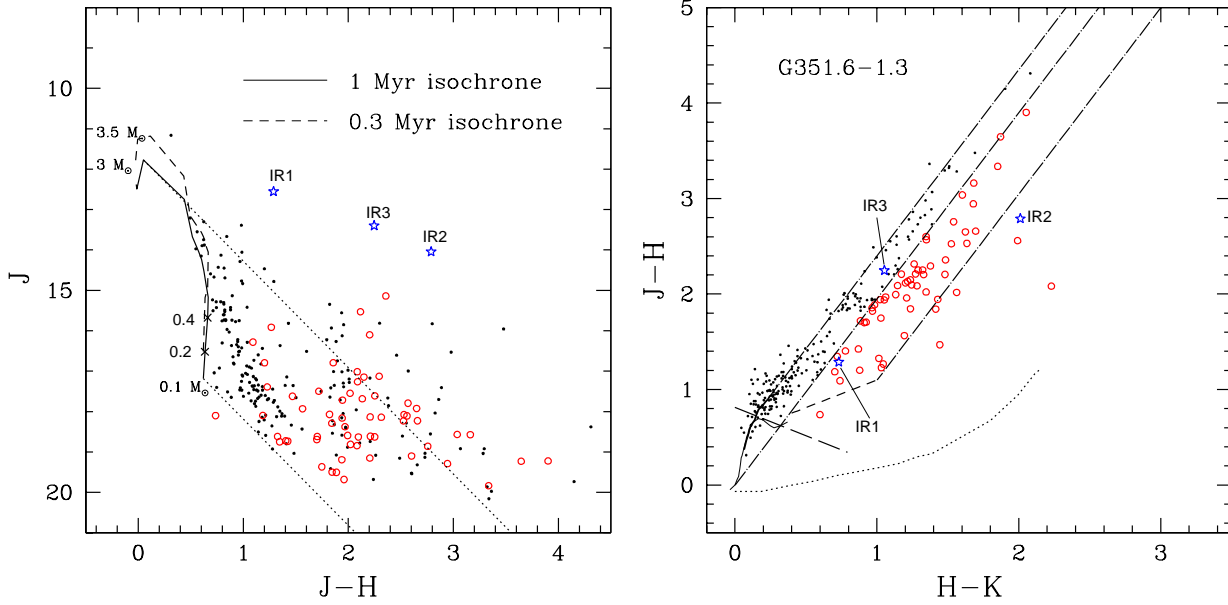 10
15
20
J
0
1
2
3
4
J−H
1 Myr isochrone
0.3 Myr isochrone
3.5 M⊙
3 M⊙
IR1
IR3
IR2
0.4
0.2
0.1 M⊙
5
4
3
2
1
0
J−H
0
1
2
3
H−K
G351.6−1.3
IR3
IR2
IR1